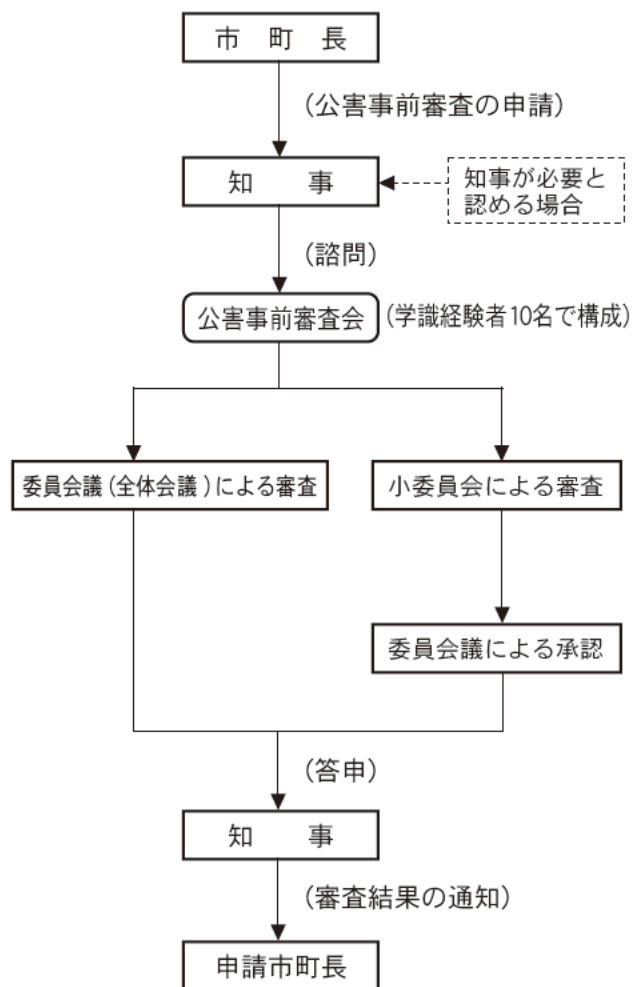 市町長
(公害事前審査の申請)
知事
知事が必要と
認める場合
(諮問)
公害事前審査会
(学識経験者10名で構成)
委員会議(全体会議)による審査
小委員会による審査
委員会議による承認
(答申)
知事
(審査結果の通知)
申請市町長